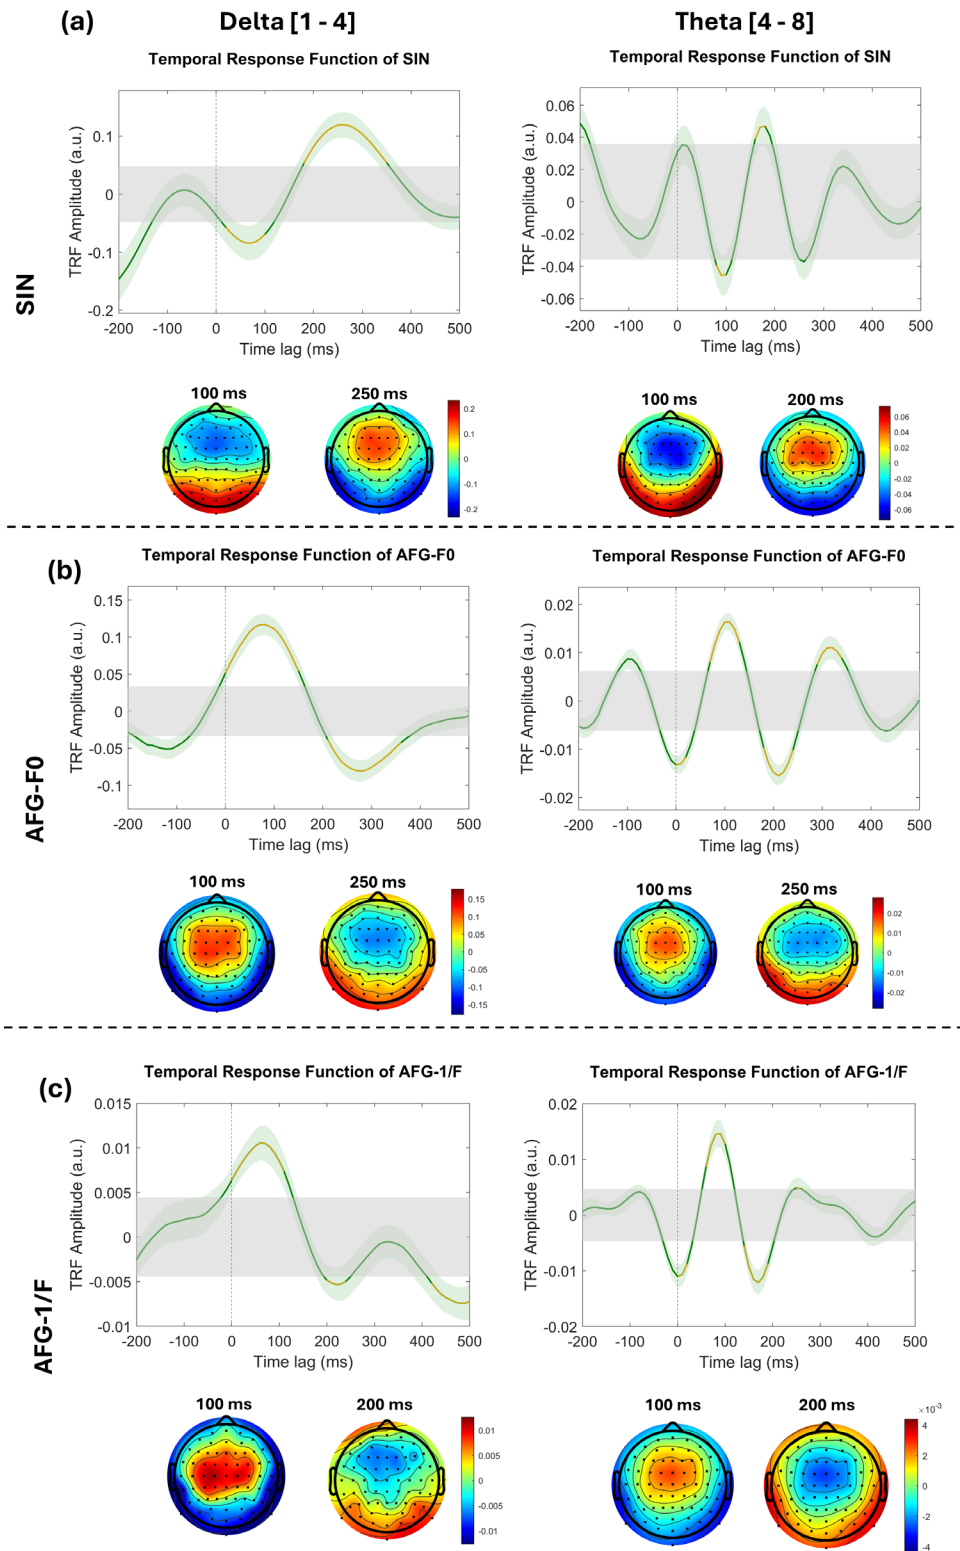 (a) Delta [1 - 4] Theta [4 - 8]
Temporal Response Function of SIN
TRF Amplitude (a.u.)
0.1
0
-0.1
-0.2
-200 -100 0 100 200 300 400 500
Time lag (ms)
Temporal Response Function of SIN
TRF Amplitude (a.u.)
0.06
0.04
0.02
0
-0.02
-0.04
-0.06
-200 -100 0 100 200 300 400 500
Time lag (ms)
SIN
100 ms 250 ms
0.2
0.1
0
-0.1
-0.2
100 ms 200 ms
0.06
0.04
0.02
0
-0.02
-0.04
-0.06
(b)
Temporal Response Function of AFG-F0
TRF Amplitude (a.u.)
0.15
0.1
0.05
0
-0.05
-0.1
-200 -100 0 100 200 300 400 500
Time lag (ms)
Temporal Response Function of AFG-F0
TRF Amplitude (a.u.)
0.02
0.01
0
-0.01
-0.02
-200 -100 0 100 200 300 400 500
Time lag (ms)
AFG-F0
100 ms 250 ms
0.15
0.1
0.05
0
-0.05
-0.1
-0.15
100 ms 250 ms
0.02
0.01
0
-0.01
-0.02
(c)
Temporal Response Function of AFG-1/F
TRF Amplitude (a.u.)
0.015
0.01
0.005
0
-0.005
-0.01
-200 -100 0 100 200 300 400 500
Time lag (ms)
Temporal Response Function of AFG-1/F
TRF Amplitude (a.u.)
0.02
0.01
0
-0.01
-0.02
-200 -100 0 100 200 300 400 500
Time lag (ms)
AFG-1/F
100 ms 200 ms
0.01
0.005
0
-0.005
-0.01
100 ms 200 ms
×10-3
4
2
0
-2
-4